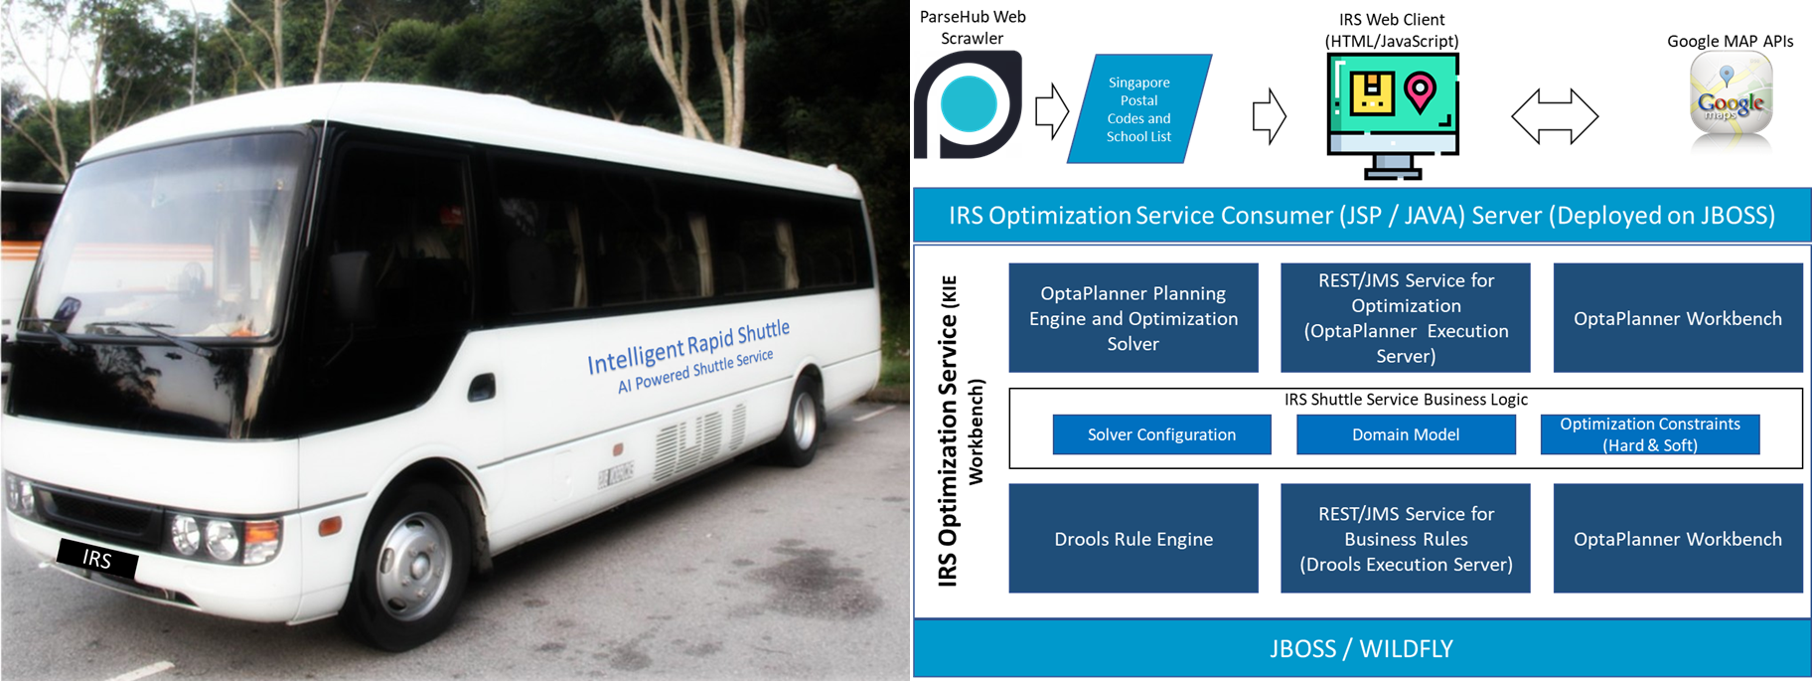 Intelligent Rapid Shuttle
AI Powered Shuttle Service
IRS
ParseHub Web
Scrawler
Singapore
Postal
Codes and
School List
IRS Web Client
(HTML/JavaScript)
Google MAP APIs
Google
maps
IRS Optimization Service Consumer (JSP / JAVA) Server (Deployed on JBOSS)
IRS Optimization Service (KIE
Workbench)
OptaPlanner Planning
Engine and Optimization
Solver
REST/JMS Service for
Optimization
(OptaPlanner Execution
Server)
OptaPlanner Workbench
IRS Shuttle Service Business Logic
Solver Configuration
Domain Model
Optimization Constraints
(Hard & Soft)
Drools Rule Engine
REST/JMS Service for
Business Rules
(Drools Execution Server)
OptaPlanner Workbench
JBOSS / WILDFLY